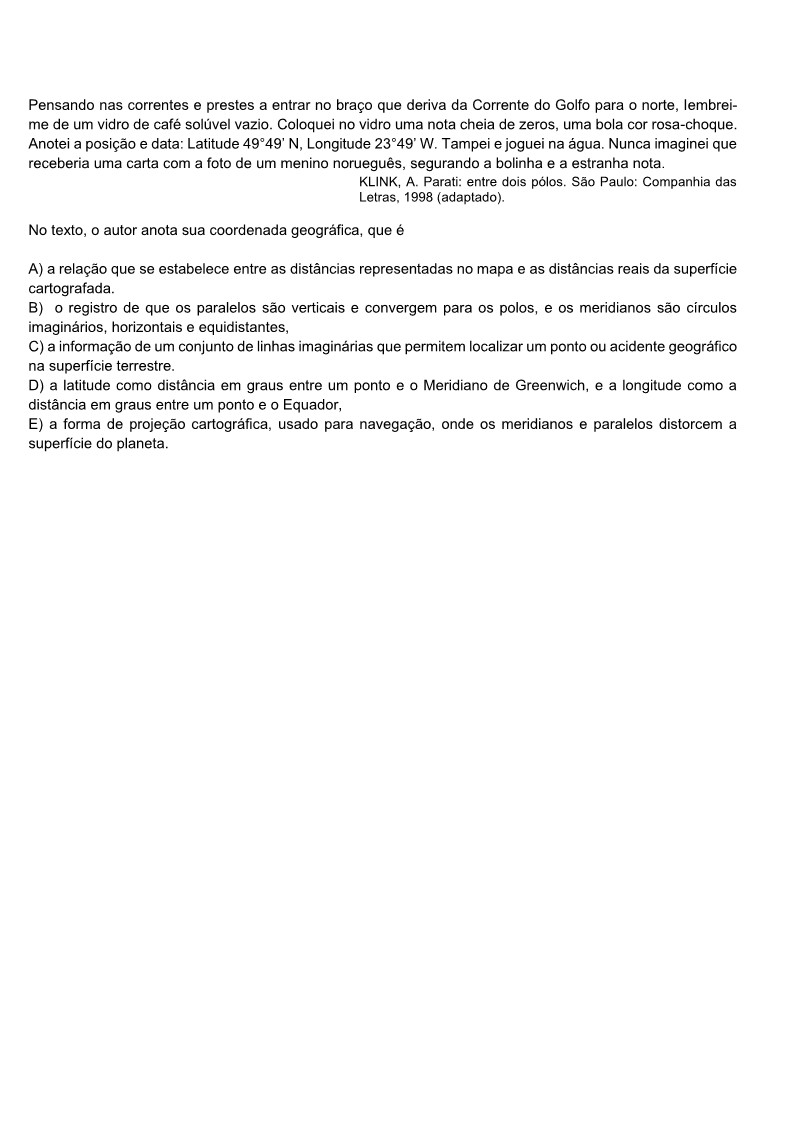 Pensando nas correntes e prestes a entrar no braço que deriva da Corrente do Golfo para o norte, lembrei-
me de um vidro de café solúvel vazio. Coloquei no vidro uma nota cheia de zeros, uma bola cor rosa-choque.
Anotei a posição e data: Latitude 49°49’ N, Longitude 23°49’ W. Tampei e joguei na água. Nunca imaginei que
receberia uma carta com a foto de um menino norueguês, segurando a bolinha e a estranha nota.
KLINK, A. Parati: entre dois pólos. São Paulo: Companhia das
Letras, 1998 (adaptado).
No texto, o autor anota sua coordenada geográfica, que é
A) a relação que se estabelece entre as distâncias representadas no mapa e as distâncias reais da superfície
cartografada.
B) o registro de que os paralelos são verticais e convergem para os polos, e os meridianos são círculos
imaginários, horizontais e equidistantes,
C) a informação de um conjunto de linhas imaginárias que permitem localizar um ponto ou acidente geográfico
na superfície terrestre.
D) a latitude como distância em graus entre um ponto e o Meridiano de Greenwich, e a longitude como a
distância em graus entre um ponto e o Equador,
E) a forma de projeção cartográfica, usado para navegação, onde os meridianos e paralelos distorcem a
superfície do planeta.